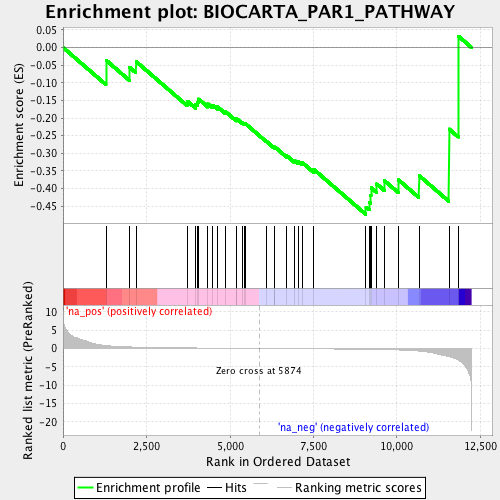 Enrichment plot: BIOCARTA_PAR1_PATHWAY
Enrichment score (ES)
0.05
0.00
-0.05
-0.10
-0.15
-0.20
-0.25
-0.30
-0.35
-0.40
-0.45
'na_pos' (positively correlated)
Ranked list metric (PreRanked)
10
5
0
-5
-10
-15
-20
Zero cross at 5874
'na_neg' (negatively correlated)
0
2,500
5,000
7,500
10,000
12,500
Rank in Ordered Dataset
Enrichment profile
Hits
Ranking metric scores